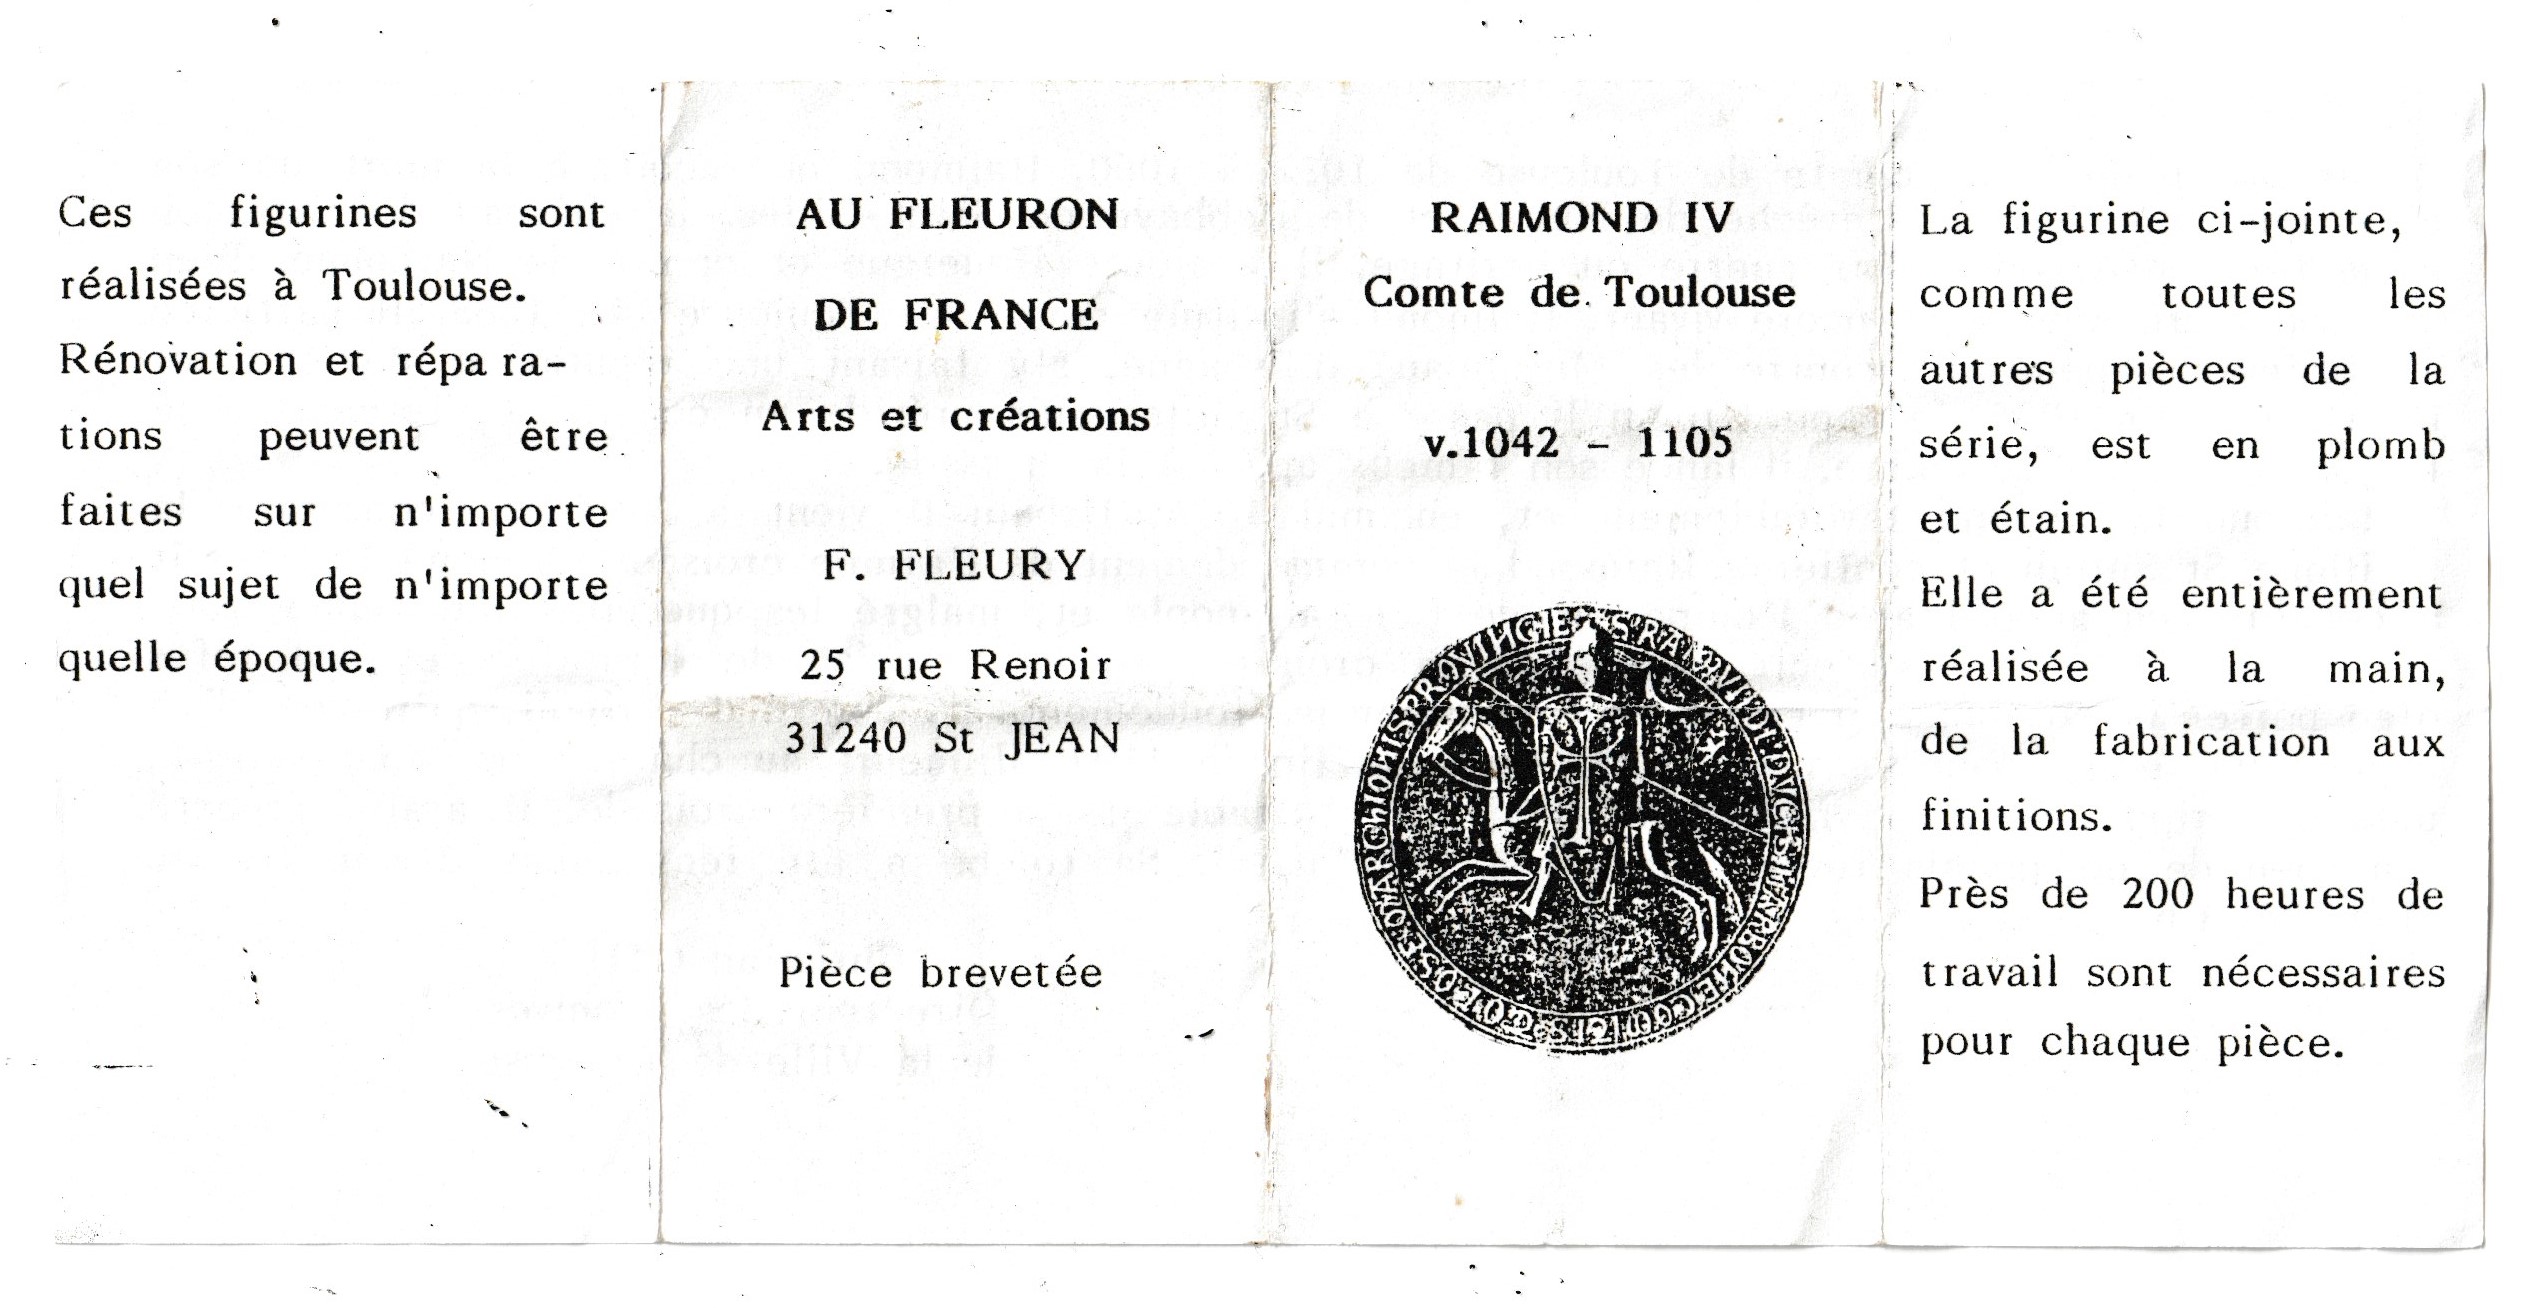 Ces figurines sont
réalisées à Toulouse.
Rénovation et répara-
tions peuvent être
faites sur n'importe
quel sujet de n'importe
quelle époque.
AU FLEURON
DE FRANCE
Arts et créations
F. FLEURY
25 rue Renoir
31240 St JEAN
Pièce brevetée
RAIMOND IV
Comte de Toulouse
v.1042 - 1105
La figurine ci-jointe,
comme toutes les
autres pièces de la
série, est en plomb
et étain.
Elle a été entièrement
réalisée à la main,
de la fabrication aux
finitions.
Près de 200 heures de
travail sont nécessaires
pour chaque pièce.